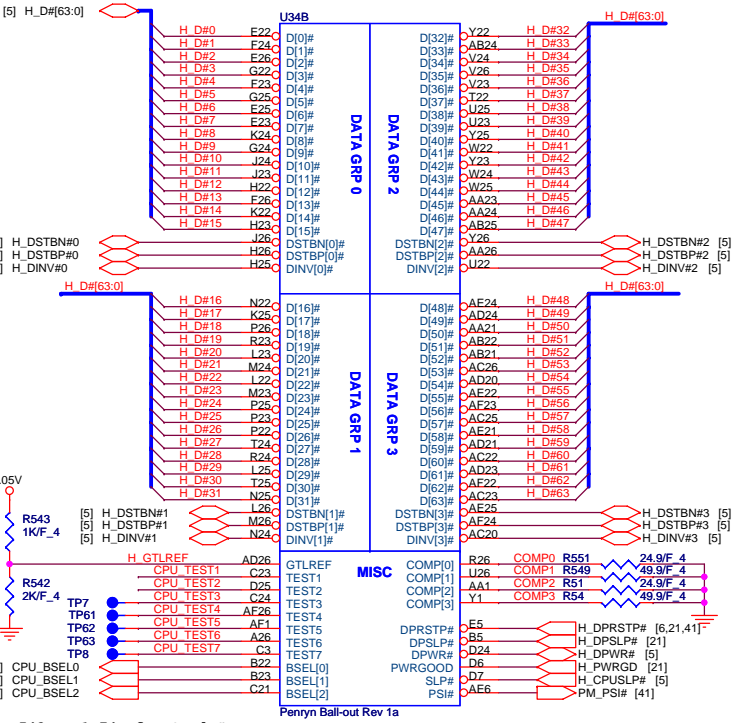 [5] H_D#[63:0]
U34B
H_D#[63:0]
H_D#0 E22 D[0]# D[32]# Y22 H_D#32
H_D#1 F24 D[1]# D[33]# AB24 H_D#33
H_D#2 E26 D[2]# D[34]# V24 H_D#34
H_D#3 G22 D[3]# D[35]# V26 H_D#35
H_D#4 F23 D[4]# D[36]# V23 H_D#36
H_D#5 G25 D[5]# D[37]# T22 H_D#37
H_D#6 E25 D[6]# D[38]# U25 H_D#38
H_D#7 E23 D[7]# D[39]# U23 H_D#39
H_D#8 K24 D[8]# D[40]# Y25 H_D#40
H_D#9 G24 D[9]# D[41]# W22 H_D#41
H_D#10 J24 D[10]# D[42]# Y23 H_D#42
H_D#11 J23 D[11]# D[43]# W24 H_D#43
H_D#12 H22 D[12]# D[44]# W25 H_D#44
H_D#13 F26 D[13]# D[45]# AA23 H_D#45
H_D#14 K22 D[14]# D[46]# AA24 H_D#46
H_D#15 H23 D[15]# D[47]# AB25 H_D#47
DATA GRP 0
DATA GRP 2
H_DSTBN#0 J26 DSTBN[0]# DSTBN[2]# Y26 H_DSTBN#2 [5]
H_DSTBP#0 H26 DSTBP[0]# DSTBP[2]# AA26 H_DSTBP#2 [5]
H_DINV#0 H25 DINV[0]# DINV[2]# U22 H_DINV#2 [5]
H_D#[63:0]
H_D#[63:0]
H_D#16 N22 D[16]# D[48]# AE24 H_D#48
H_D#17 K25 D[17]# D[49]# AD24 H_D#49
H_D#18 P26 D[18]# D[50]# AA21 H_D#50
H_D#19 R23 D[19]# D[51]# AB22 H_D#51
H_D#20 L23 D[20]# D[52]# AB21 H_D#52
H_D#21 M24 D[21]# D[53]# AC26 H_D#53
H_D#22 L22 D[22]# D[54]# AD20 H_D#54
H_D#23 M23 D[23]# D[55]# AE22 H_D#55
H_D#24 P25 D[24]# D[56]# AF23 H_D#56
H_D#25 P23 D[25]# D[57]# AC25 H_D#57
H_D#26 P22 D[26]# D[58]# AE21 H_D#58
H_D#27 T24 D[27]# D[59]# AD21 H_D#59
H_D#28 R24 D[28]# D[60]# AC22 H_D#60
H_D#29 L25 D[29]# D[61]# AD23 H_D#61
H_D#30 T25 D[30]# D[62]# AF22 H_D#62
H_D#31 N25 D[31]# D[63]# AC23 H_D#63
DATA GRP 1
DATA GRP 3
[5] H_DSTBN#1 L26 DSTBN[1]# DSTBN[3]# AE25 H_DSTBN#3 [5]
[5] H_DSTBP#1 M26 DSTBP[1]# DSTBP[3]# AF24 H_DSTBP#3 [5]
[5] H_DINV#1 N24 DINV[1]# DINV[3]# AC20 H_DINV#3 [5]
.05V
R543
1K/F_4
R542
2K/F_4
MISC
H_GTLREF AD26 GTLREF COMP[0] R26 COMP0 R551 24.9/F_4
CPU_TEST1 C23 TEST1 COMP[1] U26 COMP1 R549 49.9/F_4
CPU_TEST2 D25 TEST2 COMP[2] AA1 COMP2 R51 24.9/F_4
TP7 CPU_TEST3 C24 TEST3 COMP[3] Y1 COMP3 R54 49.9/F_4
TP61 CPU_TEST4 AF26 TEST4
TP62 CPU_TEST5 AF1 TEST5 DPRSTP# E5 H_DPRSTP# [6,21,41]
TP63 CPU_TEST6 A26 TEST6 DPSLP# B5 H_DPSLP# [21]
TP8 CPU_TEST7 C3 TEST7 DPWR# D24 H_DPWR# [5]
CPU_BSEL0 B22 BSEL[0] PWRGOOD D6 H_PWRGD [21]
CPU_BSEL1 B23 BSEL[1] SLP# D7 H_CPUSLP# [5]
CPU_BSEL2 C21 BSEL[2] PSI# AE6 PM_PSI# [41]
Penryn Ball-out Rev 1a